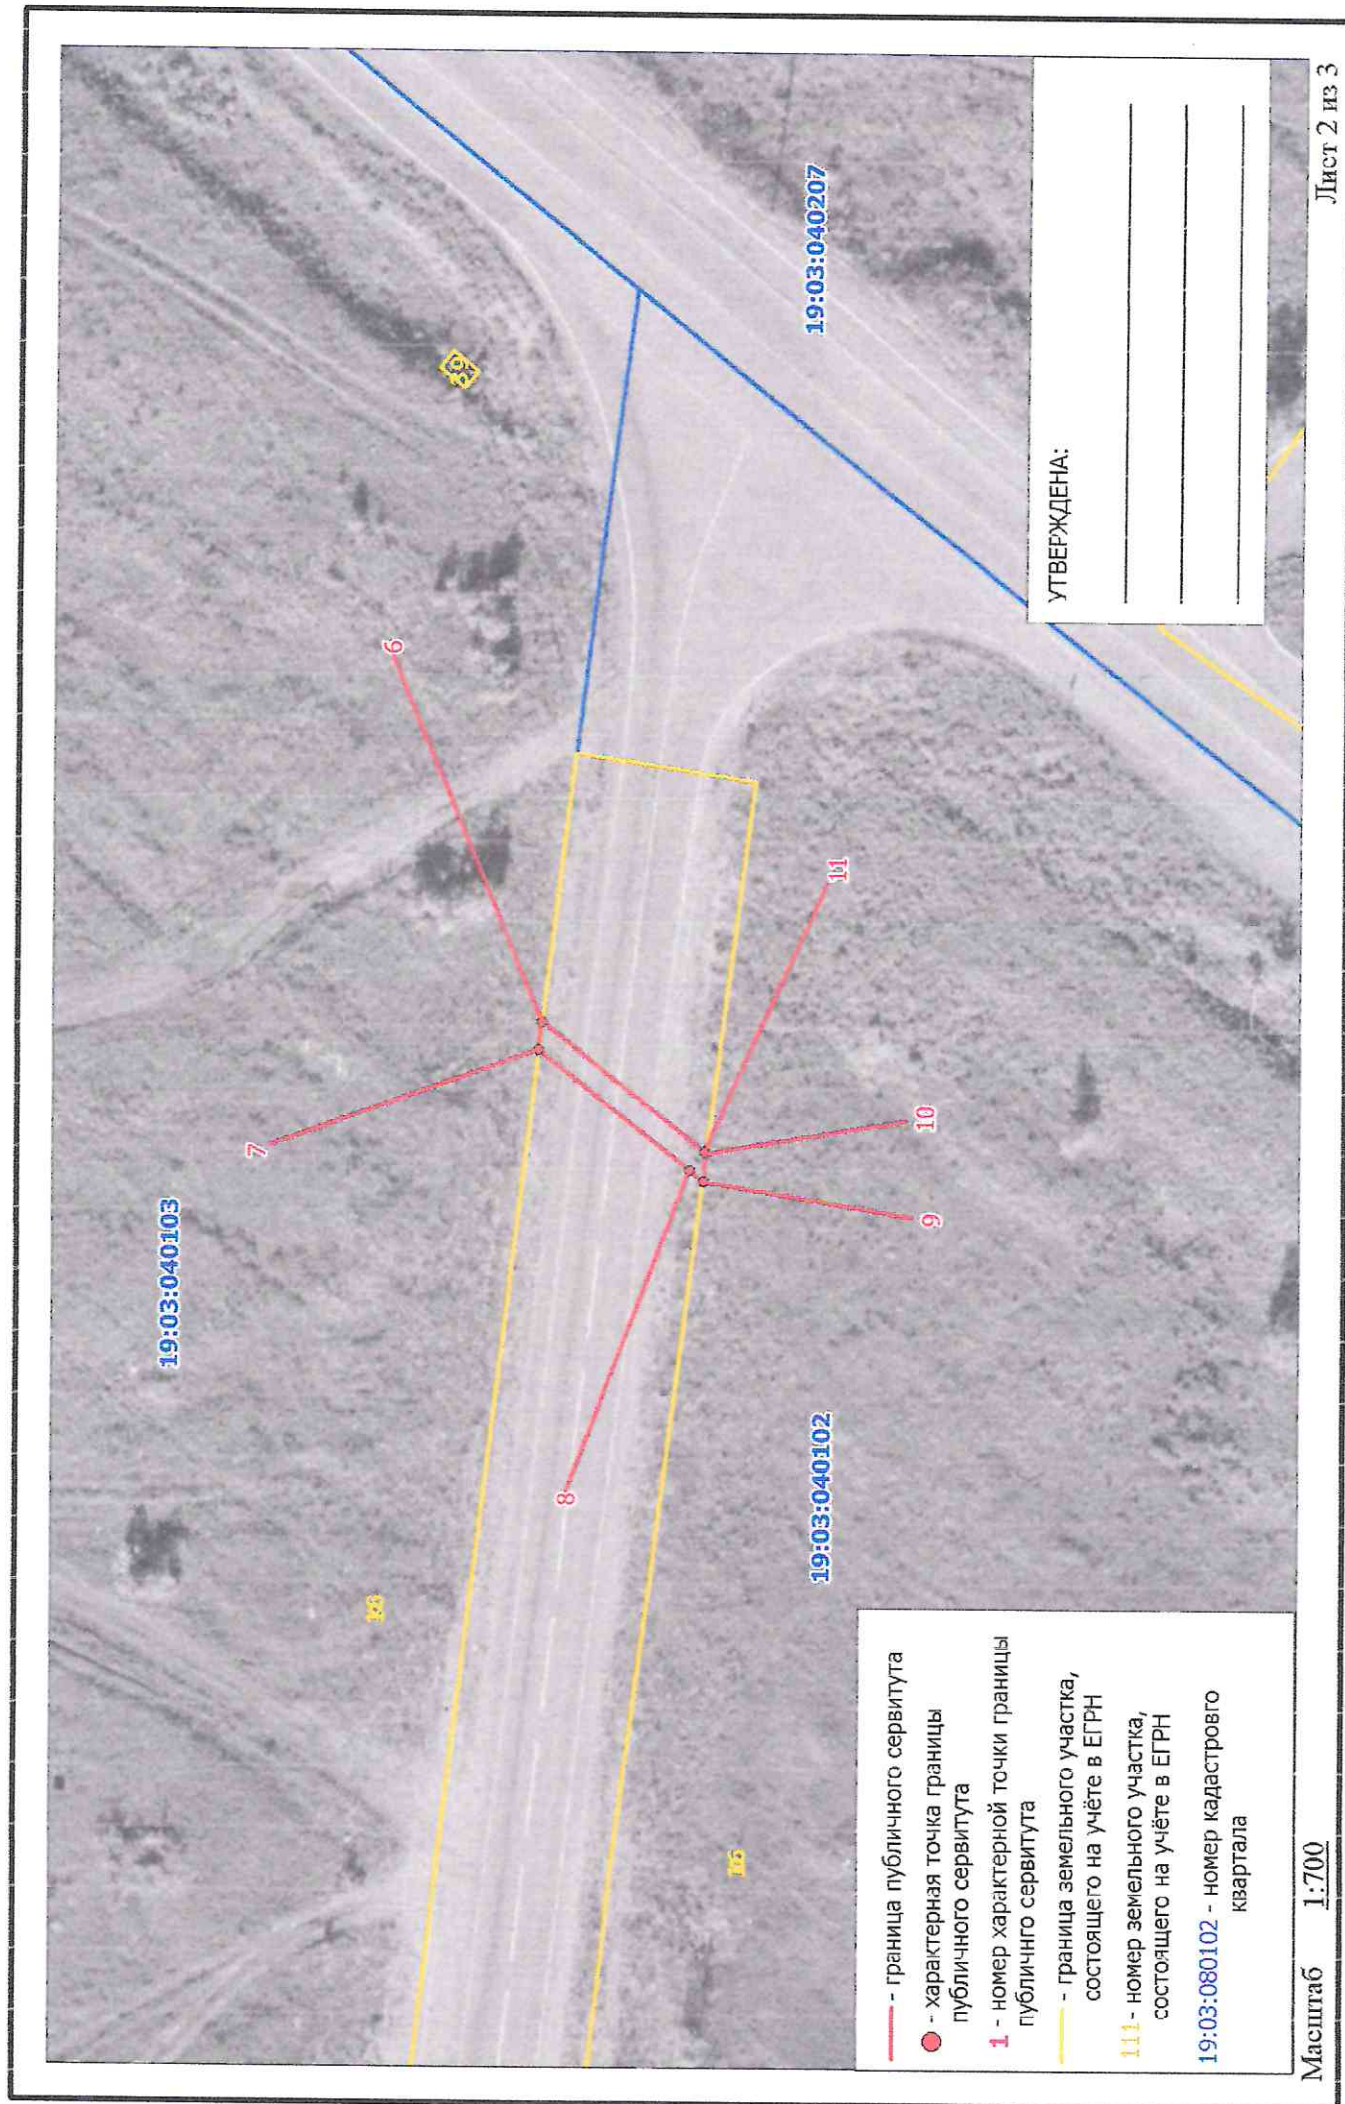 19:03:040103
19:03:040207
19:03:040102
39
6
7
8
9
10
11
УТВЕРЖДЕНА:
- граница публичного сервитута
- характерная точка границы
публичного сервитута
1 - номер характерной точки границы
публичнго сервитута
- граница земельного участка,
состоящего на учёте в ЕГРН
111 - номер земельного участка,
состоящего на учёте в ЕГРН
19:03:080102 - номер кадастрового
квартала
Масштаб 1:700
Лист 2 из 3